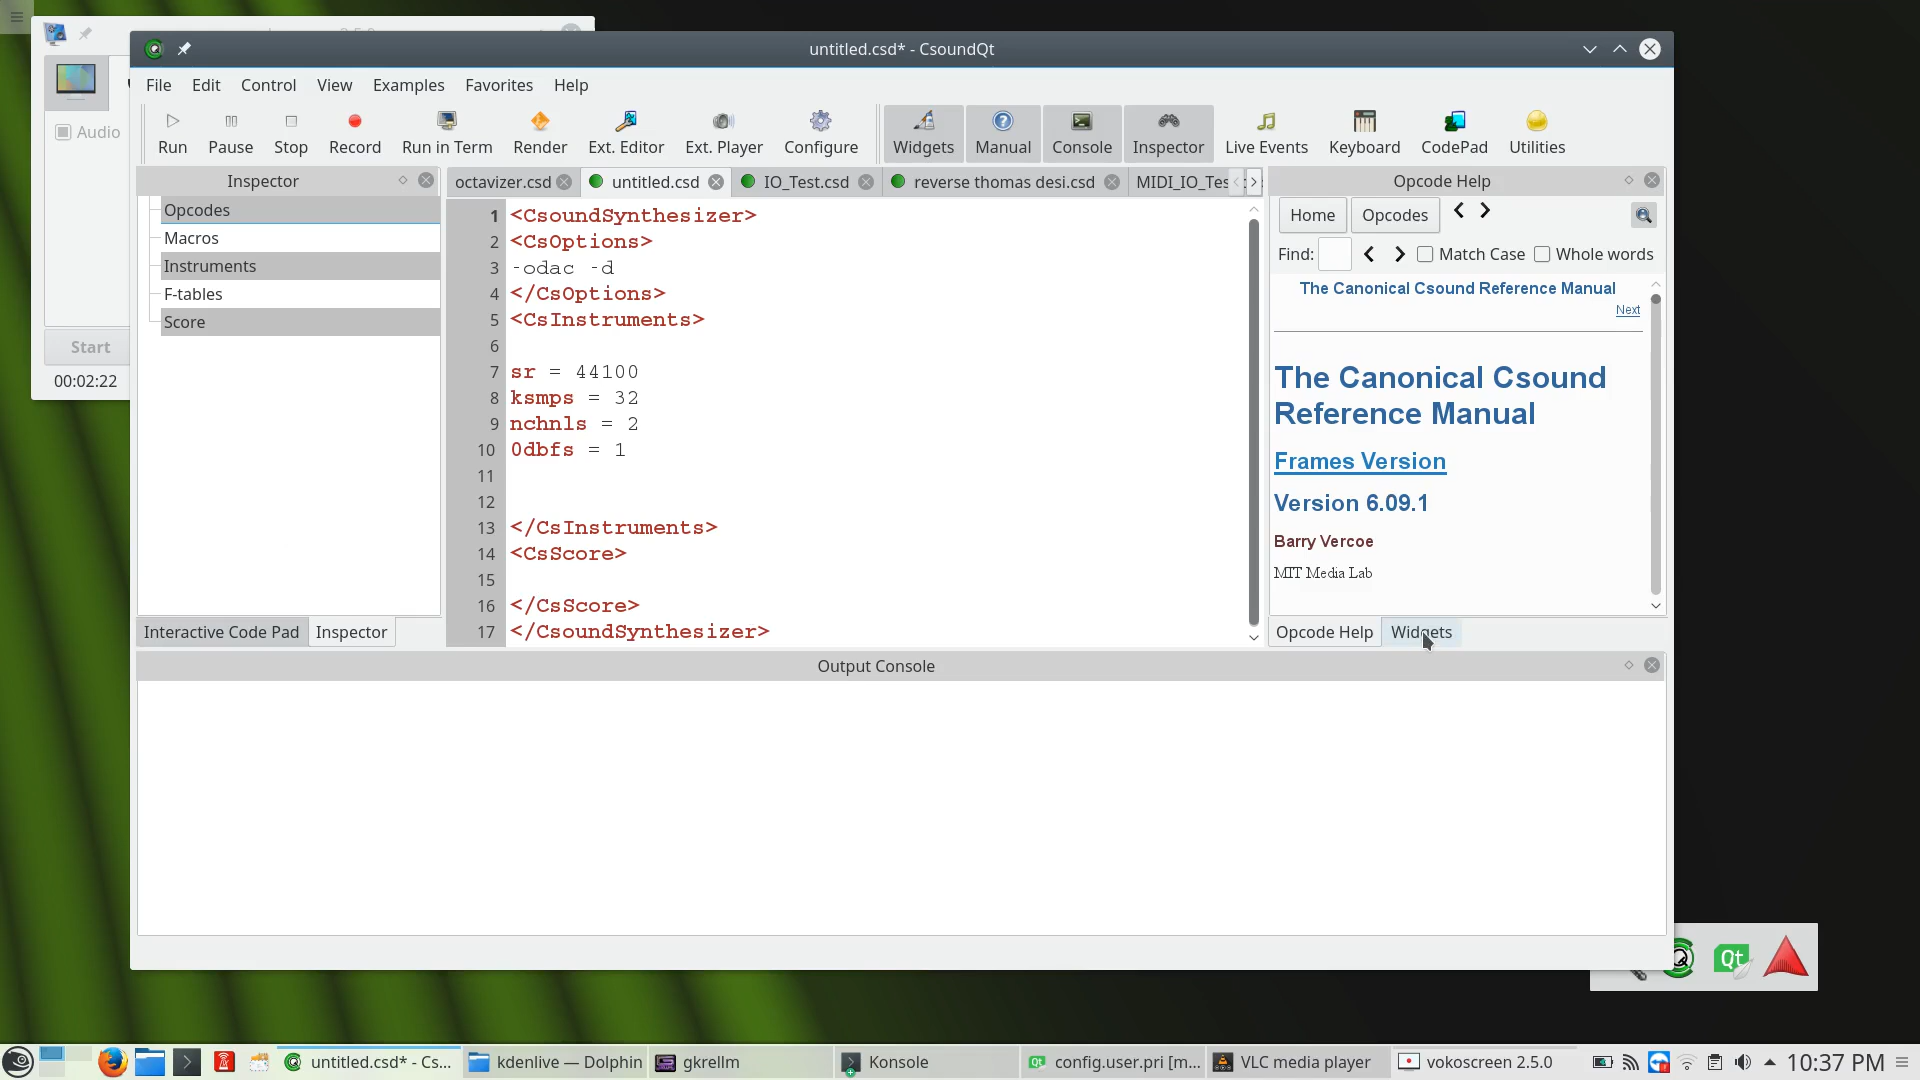 untitled.csd* - CsoundQt
File Edit Control View Examples Favorites Help
Run Pause Stop Record Run in Term Render Ext. Editor Ext. Player Configure Widgets Manual Console Inspector Live Events Keyboard CodePad Utilities
Audio
Start
00:02:22
Inspector
Opcodes
Macros
Instruments
F-tables
Score
Interactive Code Pad Inspector
octavizer.csd untitled.csd IO_Test.csd reverse thomas desi.csd MIDI_IO_Tes
1 <CsoundSynthesizer>
2 <CsOptions>
3 -odac -d
4 </CsOptions>
5 <CsInstruments>
6
7 sr = 44100
8 ksmps = 32
9 nchnls = 2
10 0dbfs = 1
11
12
13 </CsInstruments>
14 <CsScore>
15
16 </CsScore>
17 </CsoundSynthesizer>
Opcode Help
Home Opcodes
Find: Match Case Whole words
The Canonical Csound Reference Manual
Next
The Canonical Csound
Reference Manual
Frames Version
Version 6.09.1
Barry Vercoe
MIT Media Lab
Opcode Help Widgets
Output Console
Qt
untitled.csd* - Cs... kdenlive — Dolphin gkrellm Konsole config.user.pri [m... VLC media player vokoscreen 2.5.0 10:37 PM